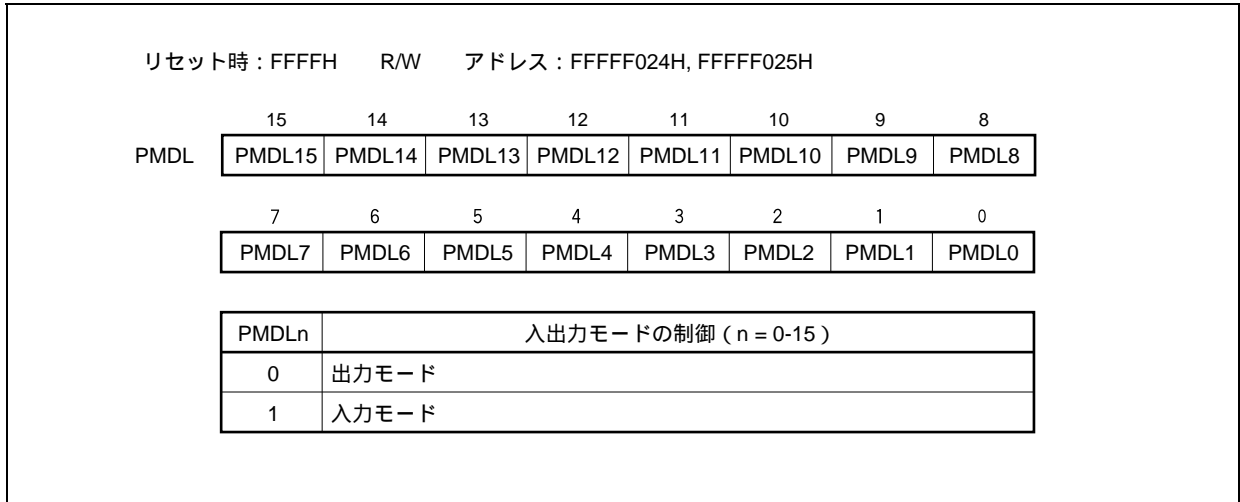 リセット時：FFFFH R/W アドレス：FFFFF024H, FFFFF025H
15 14 13 12 11 10 9 8
PMDL PMDL15 PMDL14 PMDL13 PMDL12 PMDL11 PMDL10 PMDL9 PMDL8
7 6 5 4 3 2 1 0
PMDL7 PMDL6 PMDL5 PMDL4 PMDL3 PMDL2 PMDL1 PMDL0
PMDLn 入出力モードの制御（n = 0-15）
0 出力モード
1 入力モード